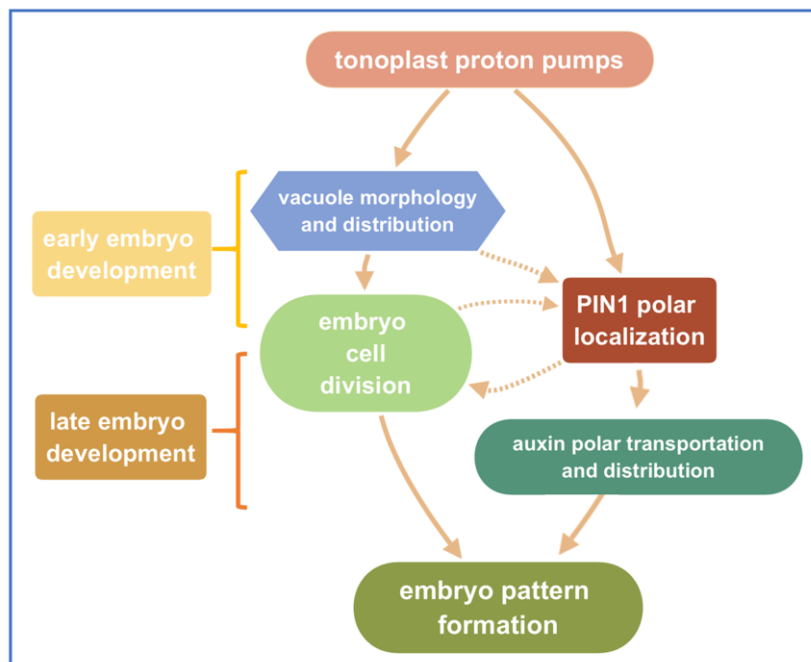 tonoplast proton pumps
vacuole morphology
and distribution
early embryo
development
PIN1 polar
localization
embryo
cell
division
late embryo
development
auxin polar transportation
and distribution
embryo pattern
formation